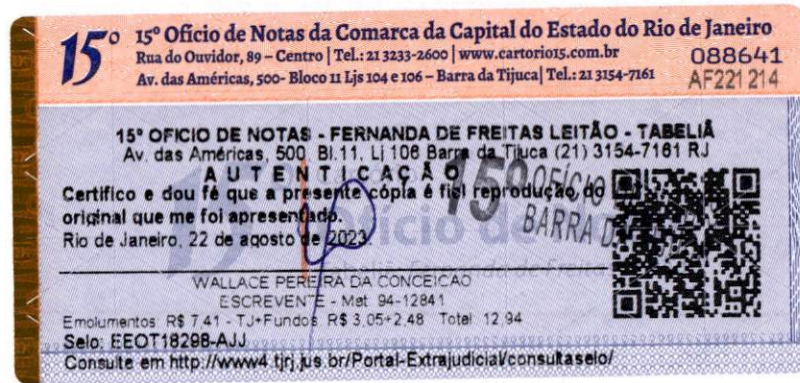 15º 15º Ofício de Notas da Comarca da Capital do Estado do Rio de Janeiro
Rua do Ouvidor, 89 – Centro | Tel.: 21 3233-2600 | www.cartorio15.com.br
Av. das Américas, 500- Bloco 11 Ljs 104 e 106 – Barra da Tijuca| Tel.: 21 3154-7161
088641
AF221214
15º OFICIO DE NOTAS - FERNANDA DE FREITAS LEITÃO - TABELIÃ
Av. das Américas, 500, Bl.11, Lj 106 Barra da Tijuca (21) 3154-7161 RJ
AUTENTICAÇÃO
Certifico e dou fé que a presente cópia é fiel reprodução do
original que me foi apresentado.
Rio de Janeiro, 22 de agosto de 2023
15º OFÍCIO
BARRA D
WALLACE PEREIRA DA CONCEICAO
ESCREVENTE - Mat 94-12841
Emolumentos R$ 7,41 - TJ+Fundos R$ 3,05+2,48 Total 12,94
Selo: EEOT18298-AJJ
Consulte em http://www4.tjrj.jus.br/Portal-Extrajudicial/consultaselo/